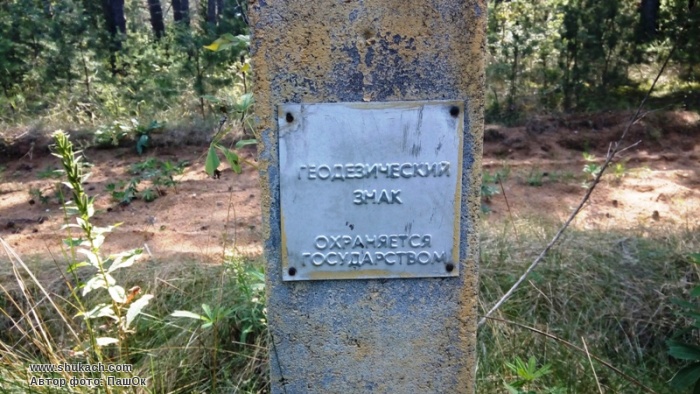 ГЕОДЕЗИЧЕСКИЙ
ЗНАК
ОХРАНЯЕТСЯ
ГОСУДАРСТВОМ
www.shukach.com
Автор фото: ПашОк